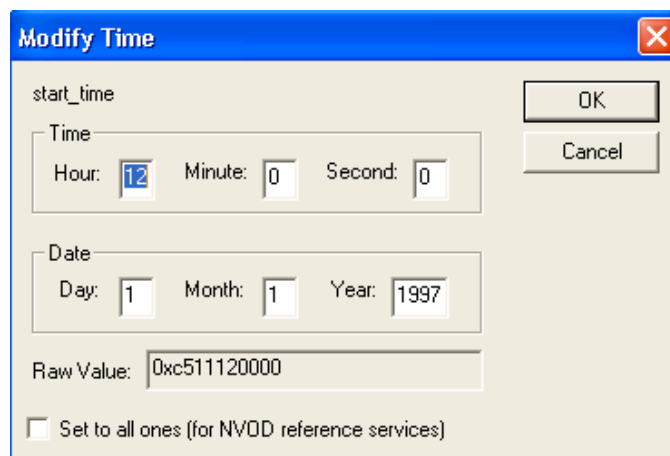 Modify Time
start_time
OK
Time
Cancel
Hour: 12 Minute: 0 Second: 0
Date
Day: 1 Month: 1 Year: 1997
Raw Value: 0xc511120000
Set to all ones (for NVOD reference services)